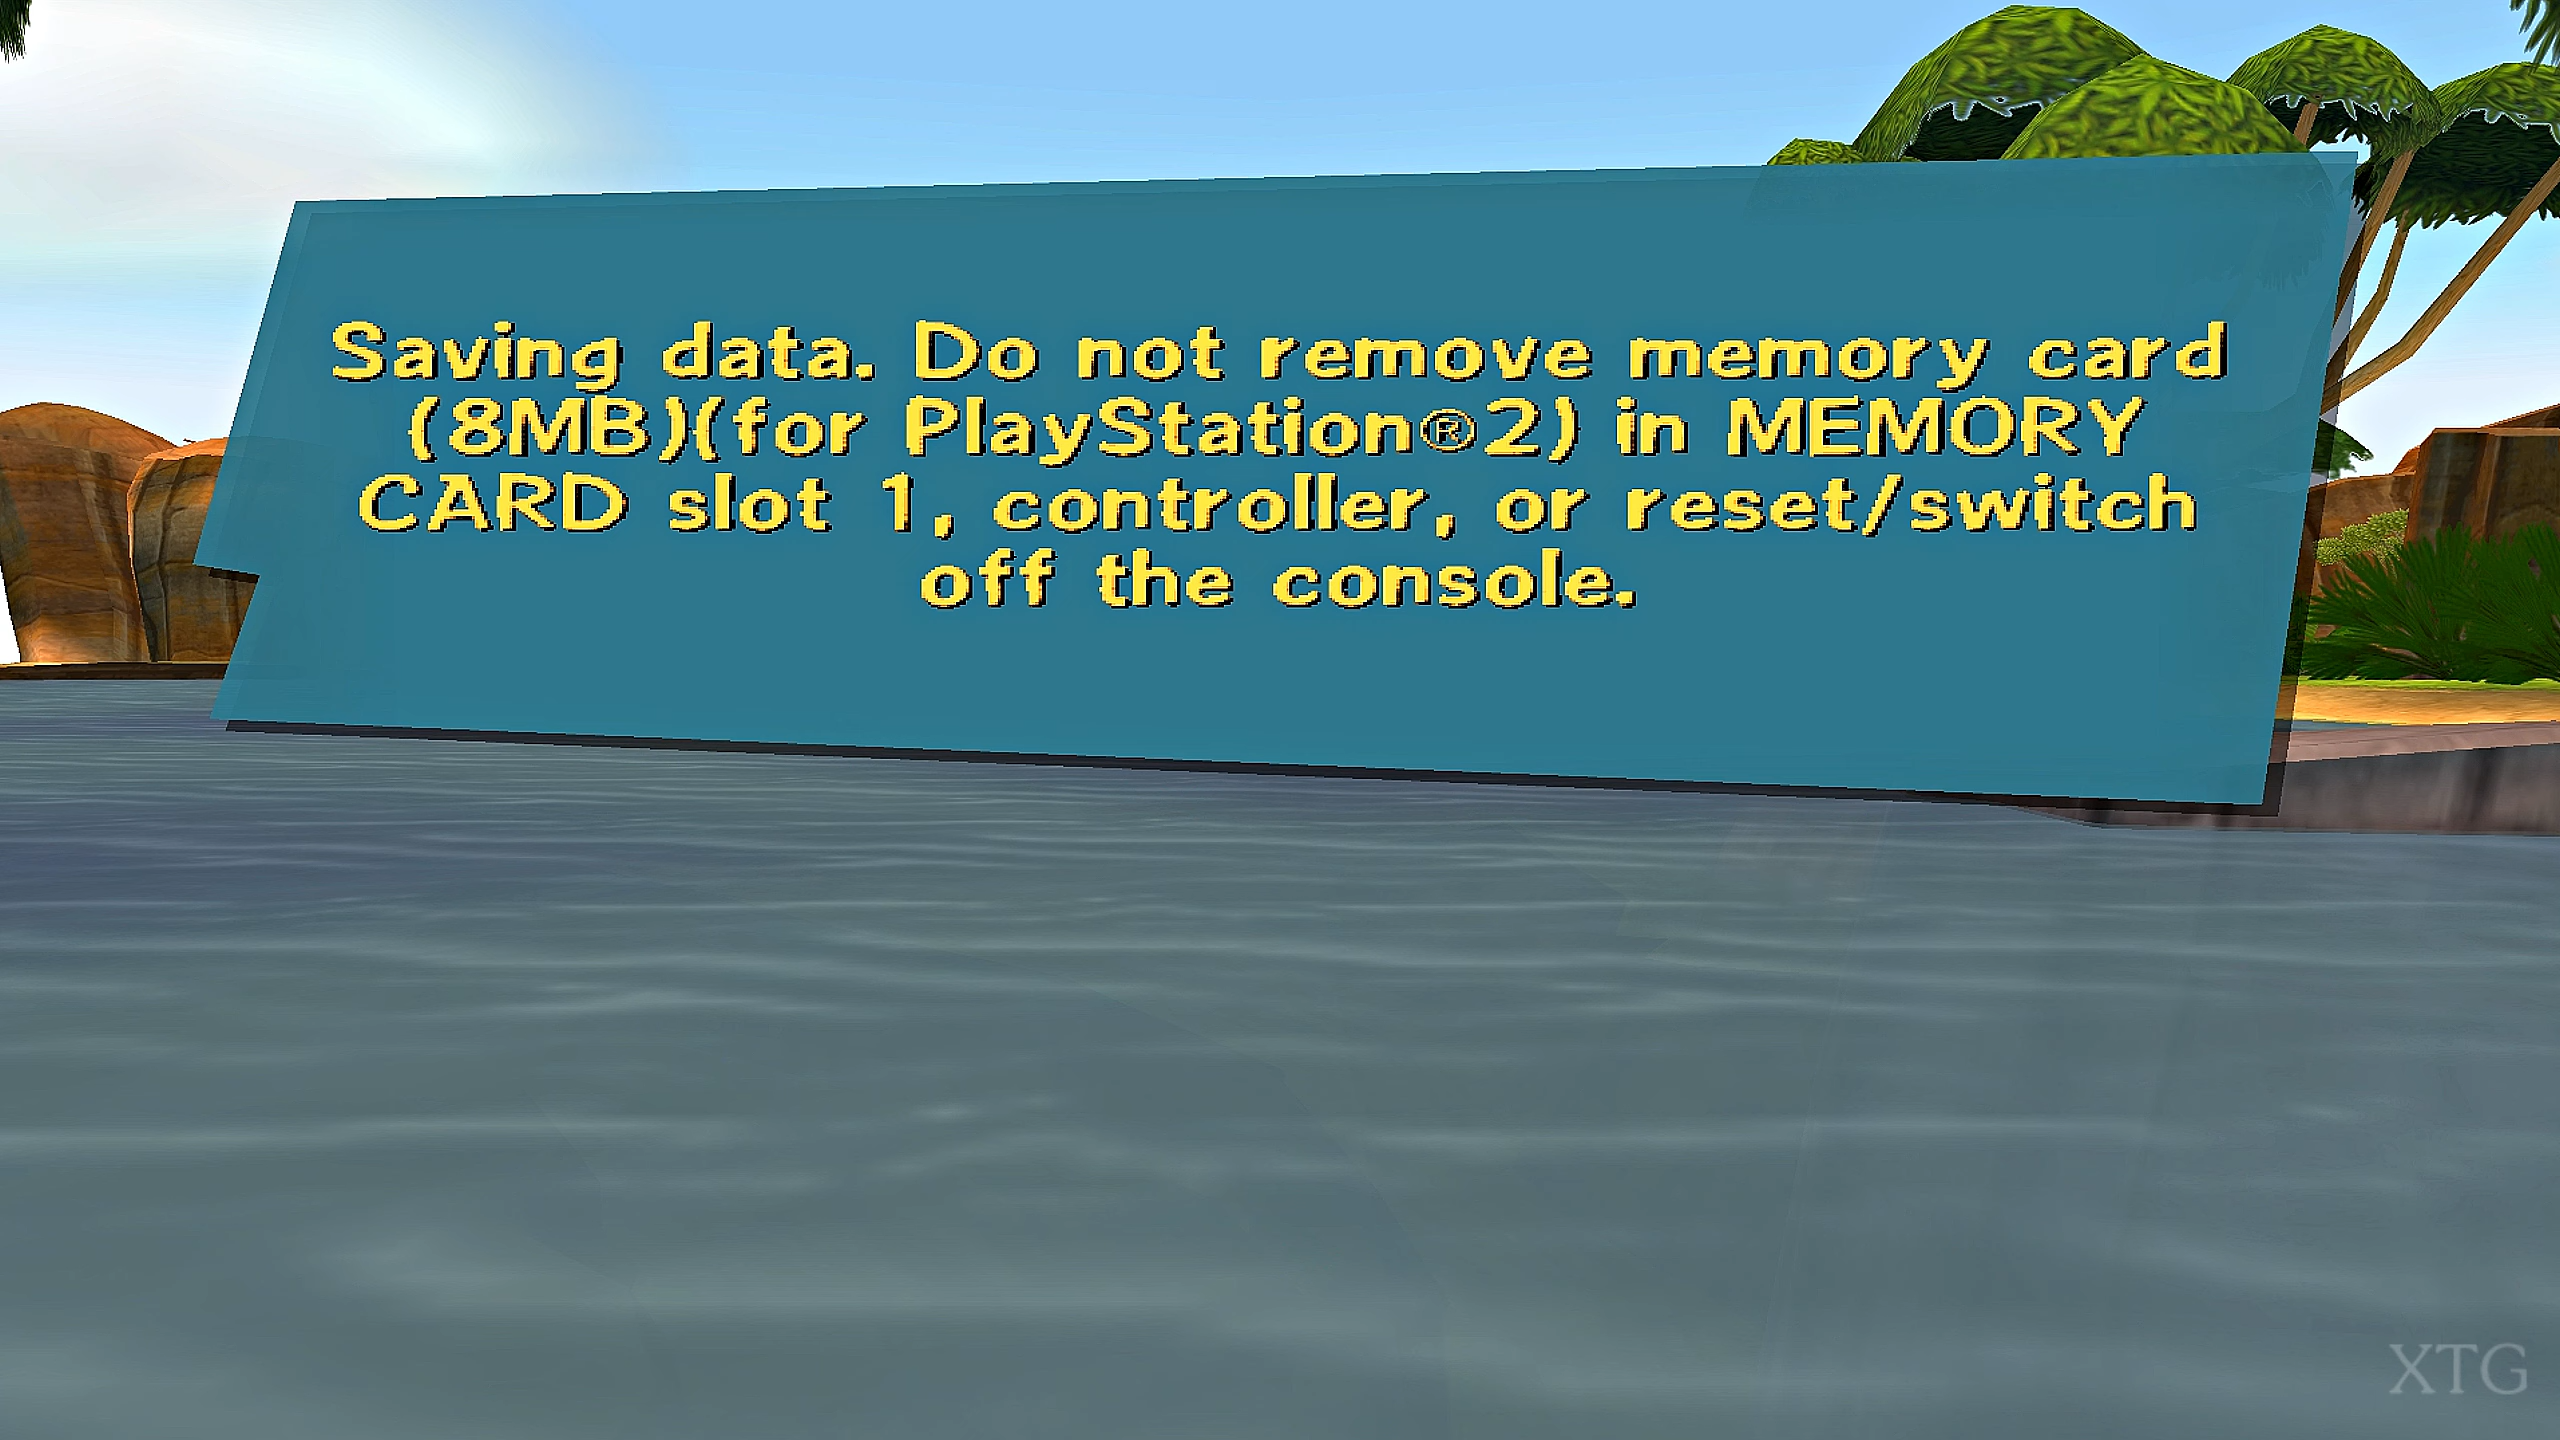 Saving data. Do not remove memory card
(8MB)(for PlayStation®2) in MEMORY
CARD slot 1, controller, or reset/switch
off the console.
XTG